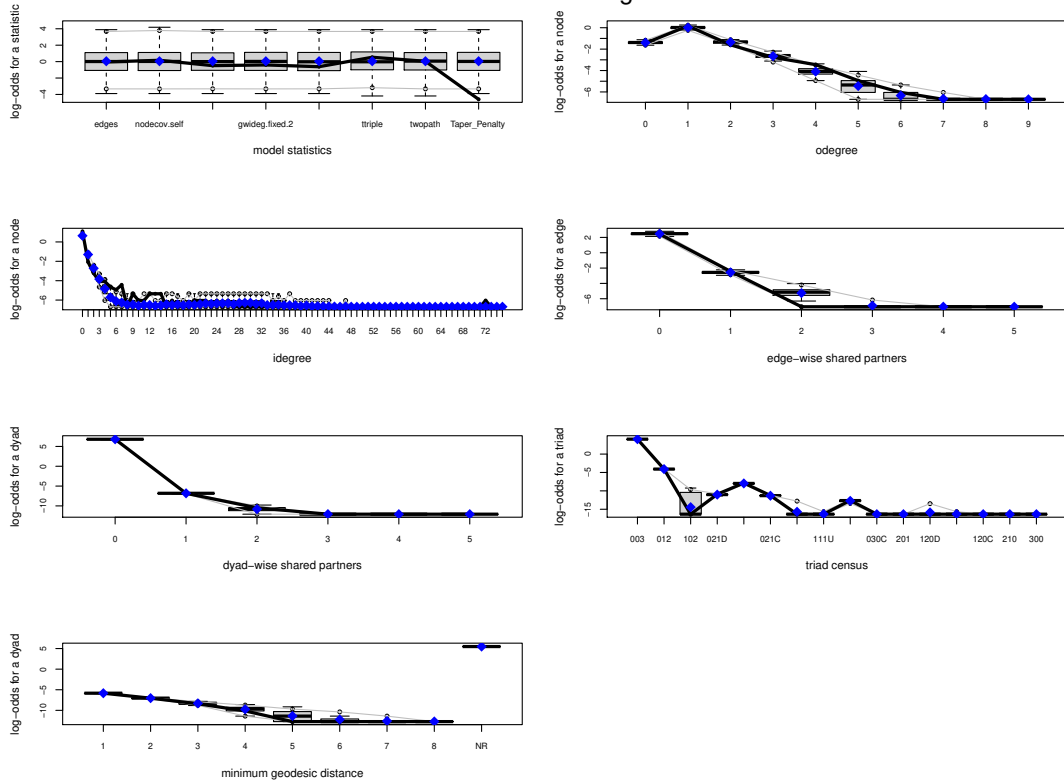 g
log−odds for a statistic
4
2
0
−4
edges
nodecov.self
gwideg.fixed.2
ttriple
twopath
Taper_Penalty
model statistics
log−odds for a node
0
−2
−4
−6
0 1 2 3 4 5 6 7 8 9
odegree
log−odds for a node
0
−2
−4
−6
0 3 6 9 12 16 20 24 28 32 36 40 44 48 52 56 60 64 68 72
idegree
log−odds for a edge
2
−2
−6
0 1 2 3 4 5
edge−wise shared partners
log−odds for a dyad
5
0
−5
−10
0 1 2 3 4 5
dyad−wise shared partners
log−odds for a triad
0
−5
−15
003 012 102 021D 021C 111U 030C 201 120D 120C 210 300
triad census
log−odds for a dyad
5
0
−5
−10
1 2 3 4 5 6 7 8 NR
minimum geodesic distance